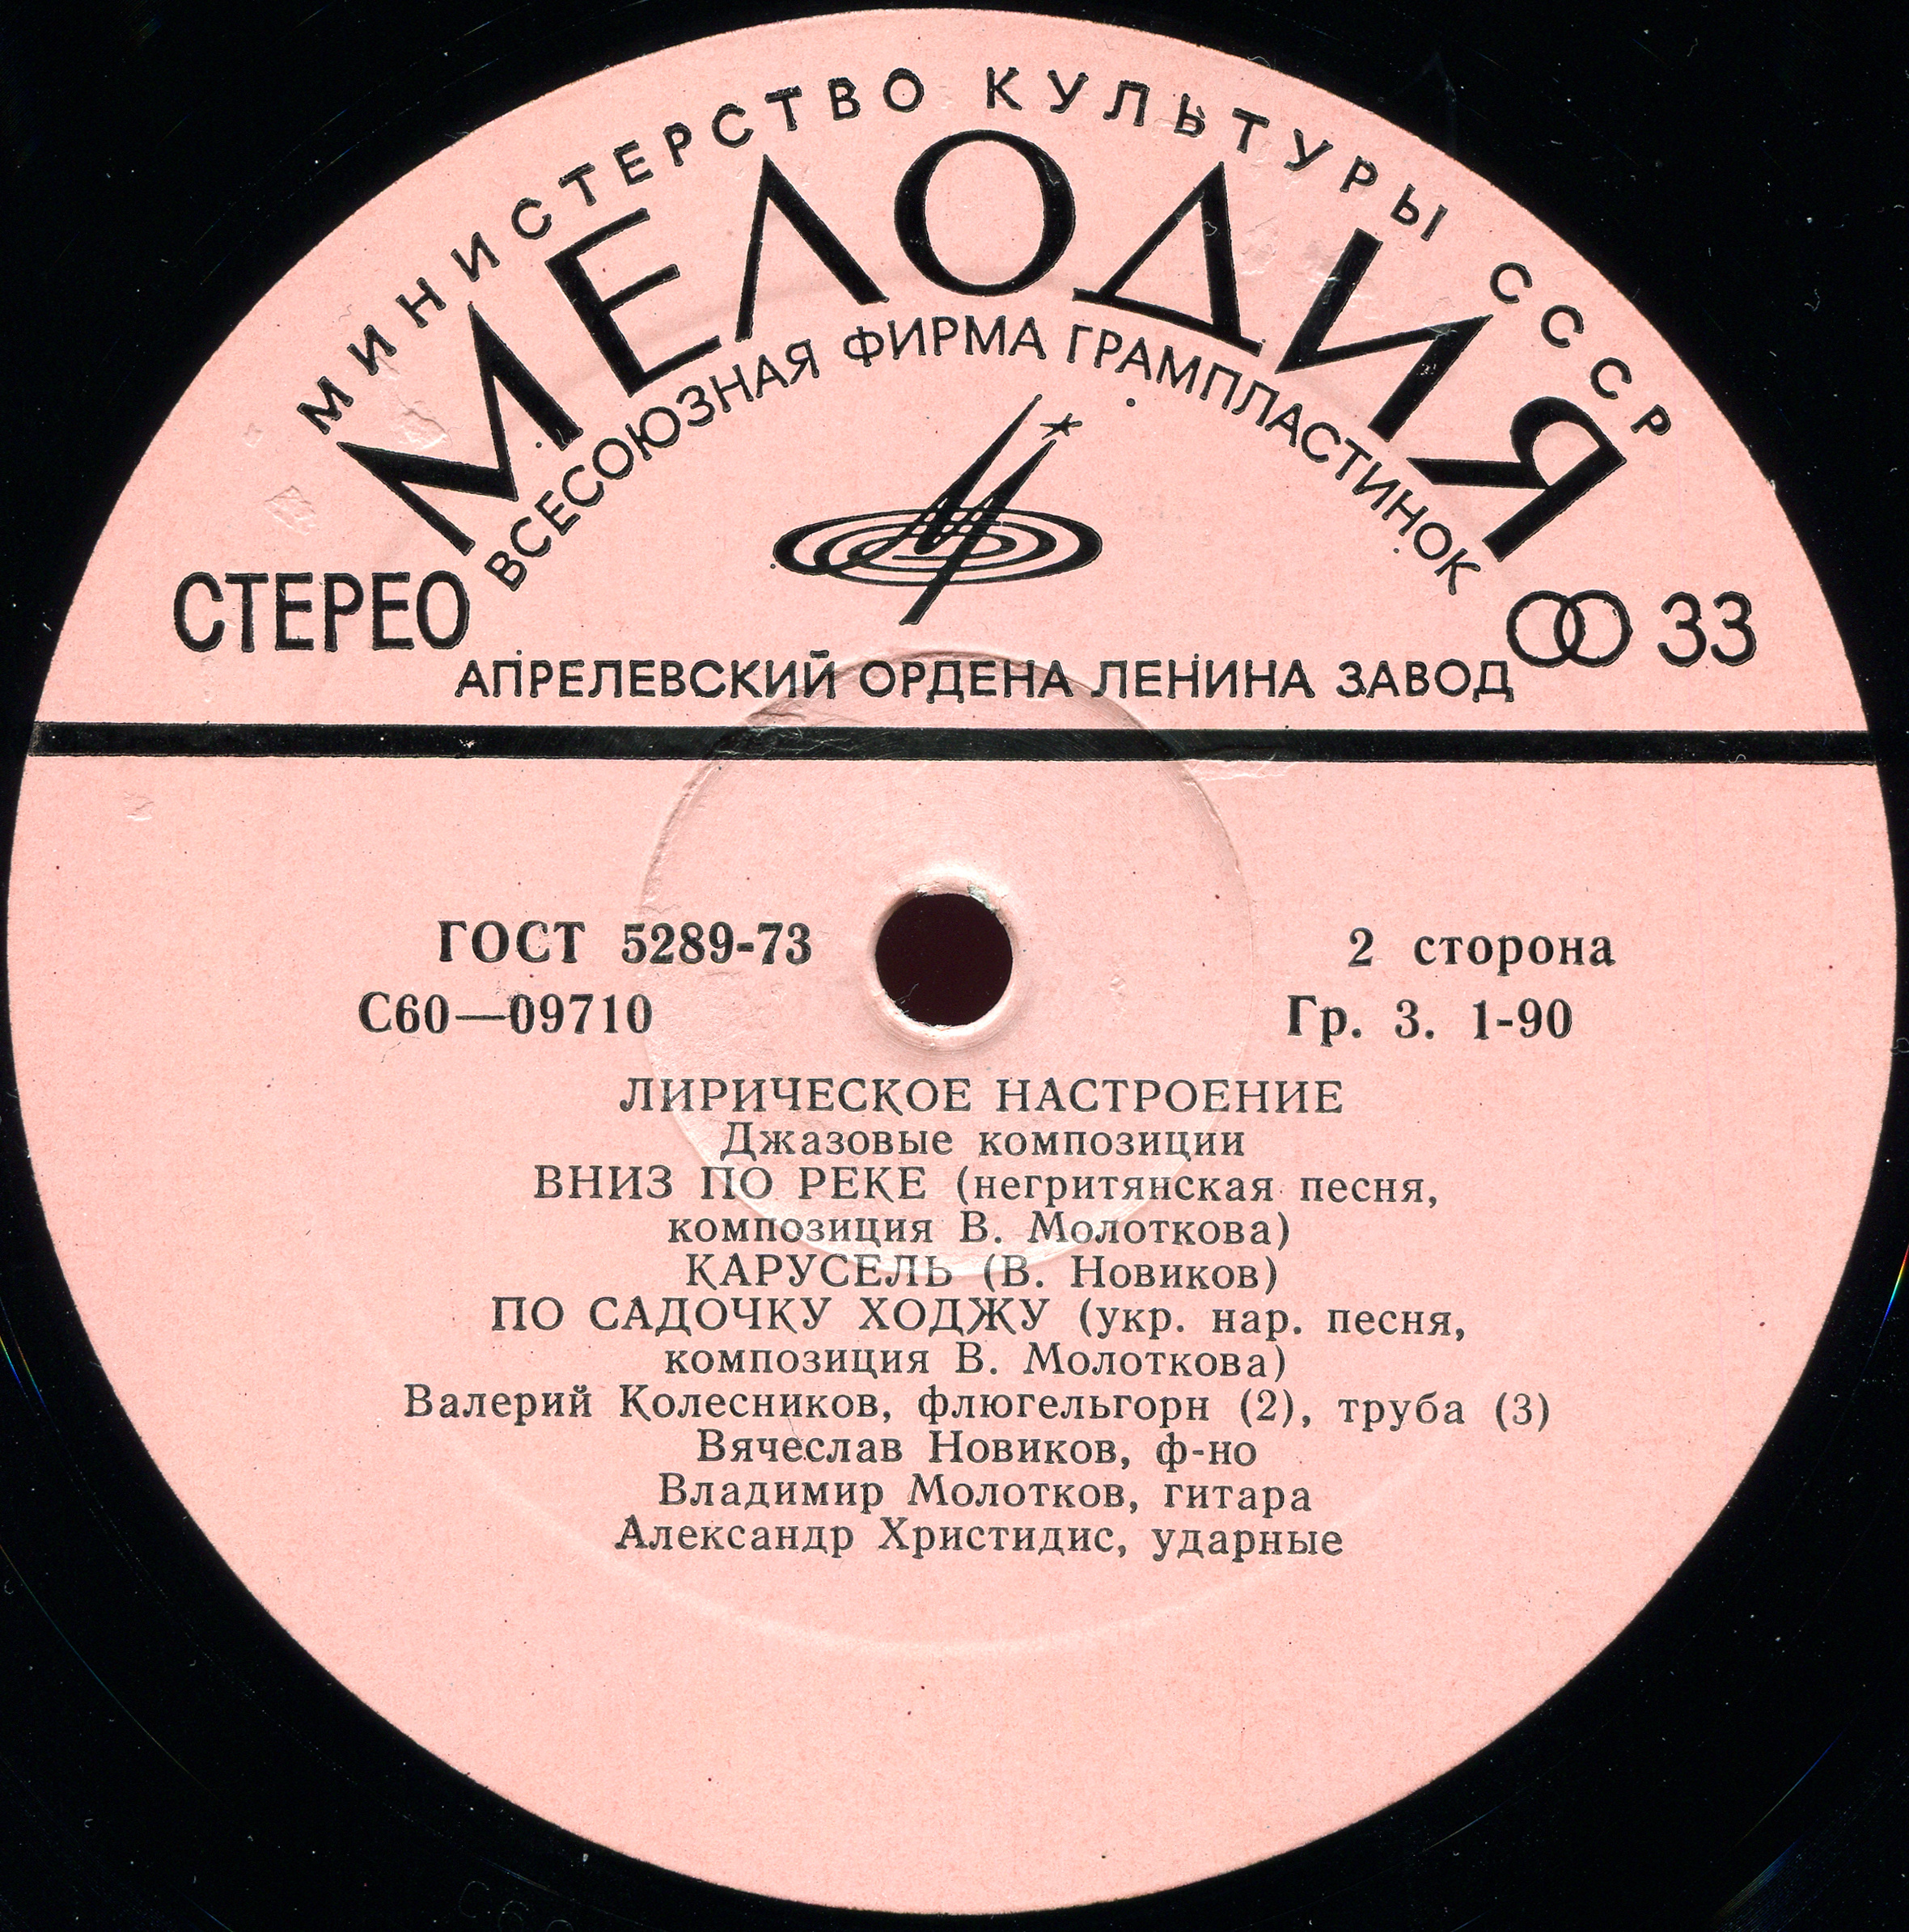 МИНИСТЕРСТВО КУЛЬТУРЫ СССР
МЕЛОДИЯ
ВСЕСОЮЗНАЯ ФИРМА ГРАМПЛАСТИНОК
СТЕРЕО
33
АПРЕЛЕВСКИЙ ОРДЕНА ЛЕНИНА ЗАВОД
ГОСТ 5289-73
2 сторона
С60—09710
Гр. 3. 1-90
ЛИРИЧЕСКОЕ НАСТРОЕНИЕ
Джазовые композиции
ВНИЗ ПО РЕКЕ (негритянская песня,
композиция В. Молоткова)
КАРУСЕЛЬ (В. Новиков)
ПО САДОЧКУ ХОДЖУ (укр. нар. песня,
композиция В. Молоткова)
Валерий Колесников, флюгельгорн (2), труба (3)
Вячеслав Новиков, ф-но
Владимир Молотков, гитара
Александр Христидис, ударные